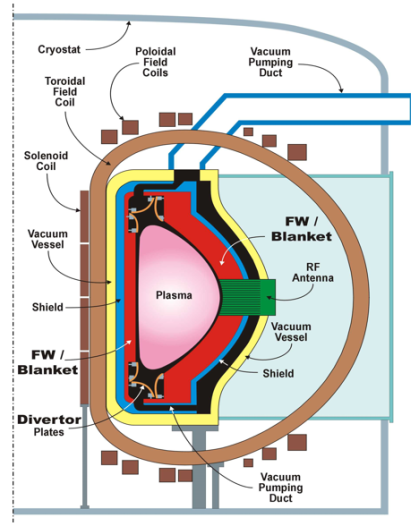 Cryostat
Poloidal
Field
Coils
Vacuum
Pumping
Duct
Toroidal
Field
Coil
Solenoid
Coil
Vacuum
Vessel
Shield
FW /
Blanket
Divertor
Plates
Plasma
FW /
Blanket
RF
Antenna
Vacuum
Vessel
Shield
Vacuum
Pumping
Duct